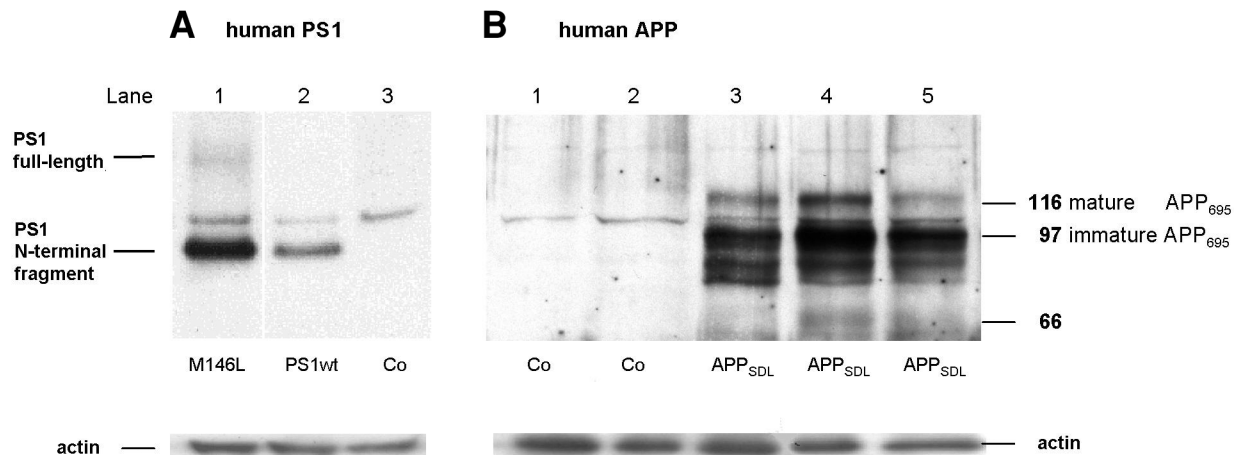 A human PS1
B human APP
Lane 1 2 3
1 2 3 4 5
PS1
full-length
PS1
N-terminal
fragment
116 mature APP695
97 immature APP695
66
M146L PS1wt Co
Co Co APPSDL APPSDL APPSDL
actin
actin